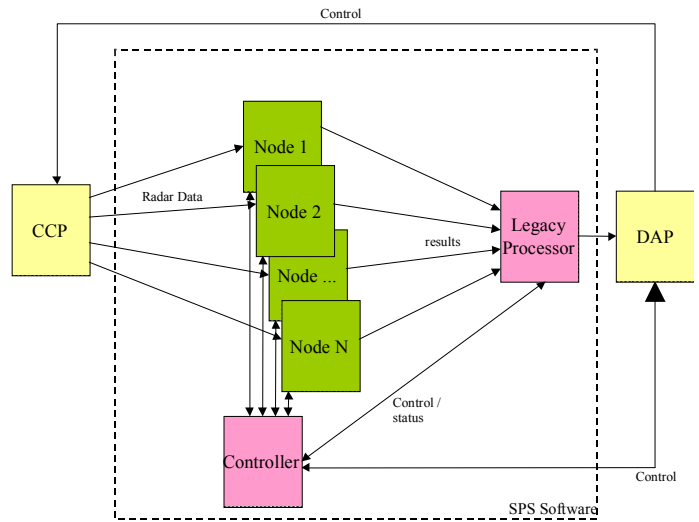 Control
Node 1
Radar Data
Node 2
CCP
Legacy
Processor
DAP
results
Node ...
Node N
Control /
status
Controller
Control
SPS Software